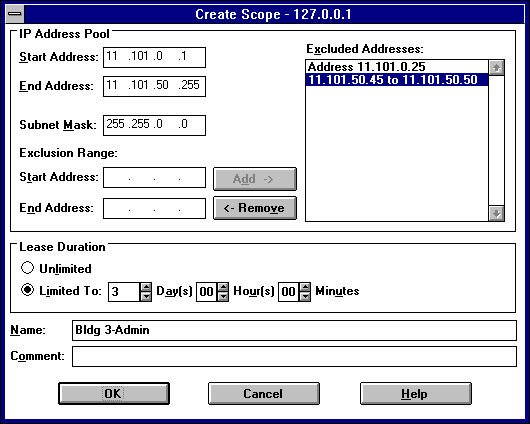 Create Scope - 127.0.0.1
IP Address Pool
Start Address: 11 .101 .0 .1
End Address: 11 .101 .50 .255
Subnet Mask: 255 .255 .0 .0
Exclusion Range:
Start Address: . . .
Add ->
End Address: . . .
<- Remove
Excluded Addresses:
Address 11.101.0.25
11.101.50.45 to 11.101.50.50
Lease Duration
Unlimited
Limited To: 3 Day(s) 00 Hour(s) 00 Minutes
Name: Bldg 3-Admin
Comment:
OK Cancel Help